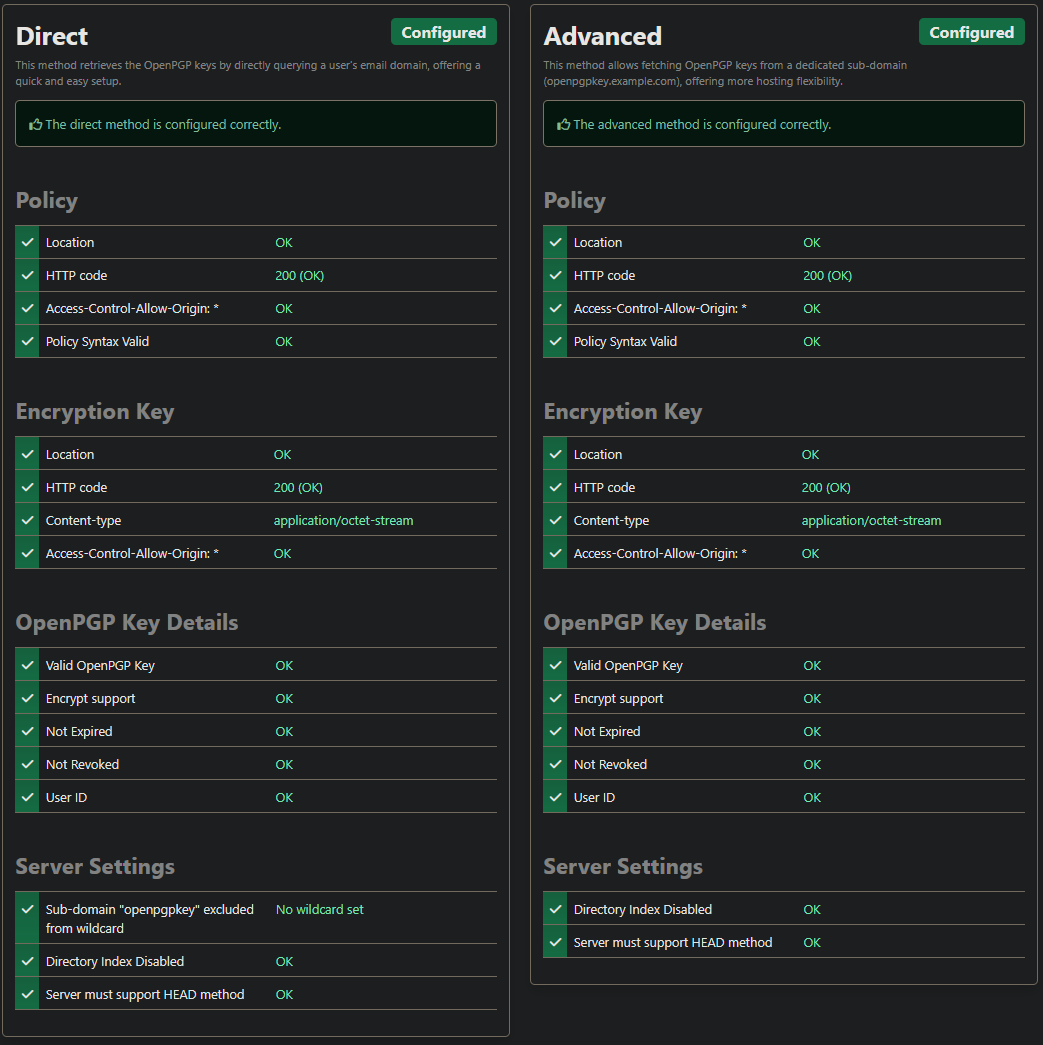 Direct
Configured
This method retrieves the OpenPGP keys by directly querying a user's email domain, offering a
quick and easy setup.
The direct method is configured correctly.
Policy
Location OK
HTTP code 200 (OK)
Access-Control-Allow-Origin: * OK
Policy Syntax Valid OK
Encryption Key
Location OK
HTTP code 200 (OK)
Content-type application/octet-stream
Access-Control-Allow-Origin: * OK
OpenPGP Key Details
Valid OpenPGP Key OK
Encrypt support OK
Not Expired OK
Not Revoked OK
User ID OK
Server Settings
Sub-domain "openpgpkey" excluded No wildcard set
from wildcard
Directory Index Disabled OK
Server must support HEAD method OK
Advanced
Configured
This method allows fetching OpenPGP keys from a dedicated sub-domain
(openpgpkey.example.com), offering more hosting flexibility.
The advanced method is configured correctly.
Policy
Location OK
HTTP code 200 (OK)
Access-Control-Allow-Origin: * OK
Policy Syntax Valid OK
Encryption Key
Location OK
HTTP code 200 (OK)
Content-type application/octet-stream
Access-Control-Allow-Origin: * OK
OpenPGP Key Details
Valid OpenPGP Key OK
Encrypt support OK
Not Expired OK
Not Revoked OK
User ID OK
Server Settings
Directory Index Disabled OK
Server must support HEAD method OK